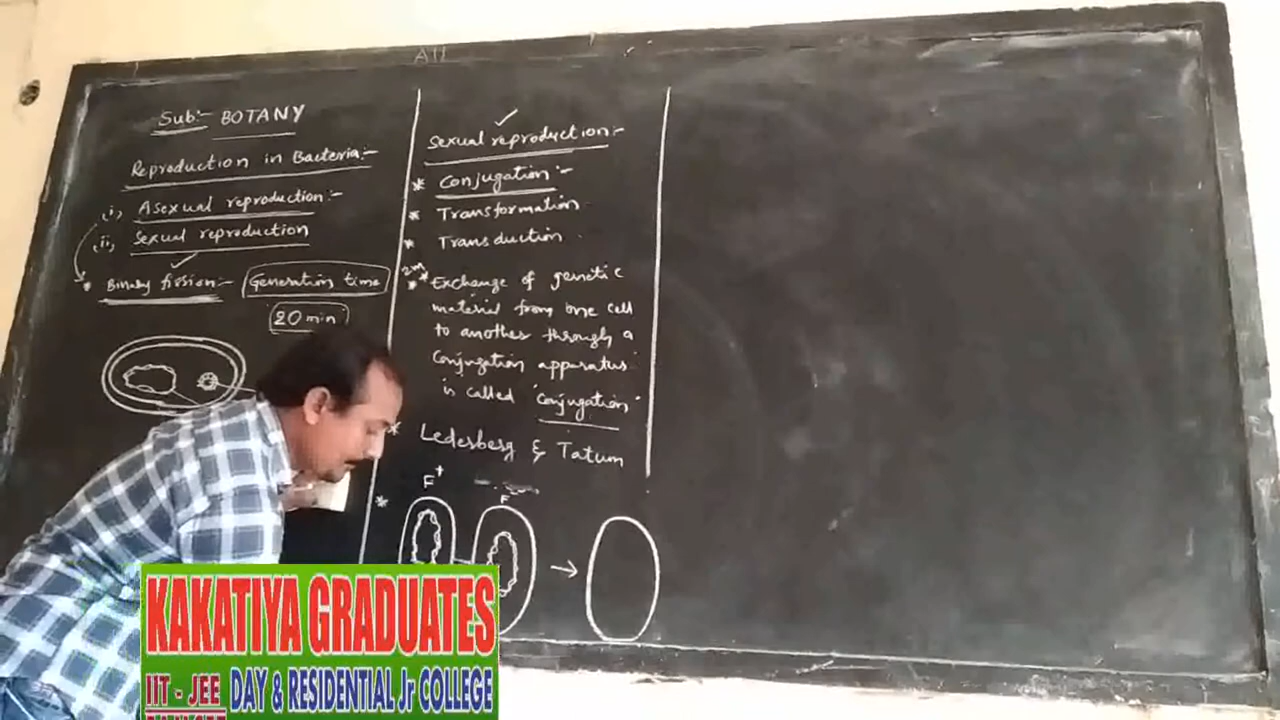 A11
Sub:- BOTANY
Reproduction in Bacteria:-
(i) Asexual reproduction:-
(ii) Sexual reproduction
* Binary fission:- Generation time
20 min
Sexual reproduction:-
* Conjugation:-
* Transformation
* Transduction
2m
** Exchange of genetic
material from one cell
to another through a
Conjugation apparatus
is called 'Conjugation'
* Lederberg & Tatum
*
F+
F-
KAKATIYA GRADUATES
IIT - JEE DAY & RESIDENTIAL Jr COLLEGE